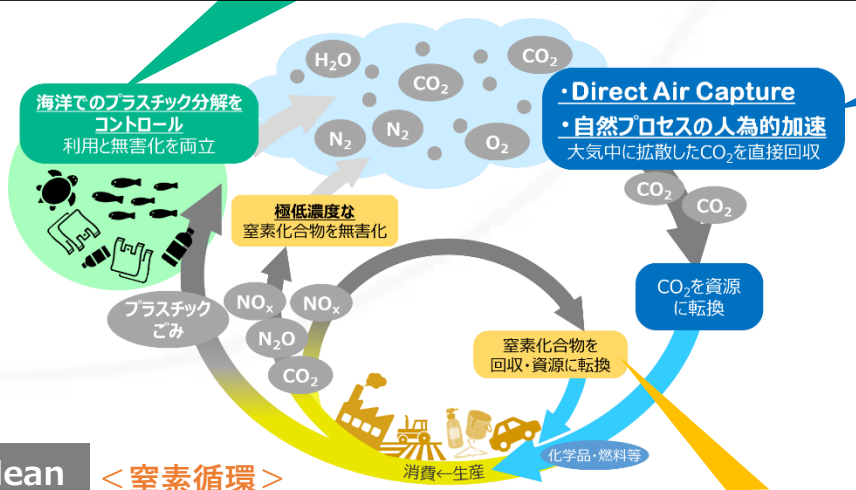 海洋でのプラスチック分解を
コントロール
利用と無害化を両立
H₂O
CO₂
CO₂
N₂
N₂
O₂
・Direct Air Capture
・自然プロセスの人為的加速
大気中に拡散したCO₂を直接回収
CO₂
CO₂
極低濃度な
窒素化合物を無害化
CO₂を資源
に転換
プラスチック
ごみ
NOₓ
NOₓ
N₂O
CO₂
窒素化合物を
回収・資源に転換
化学品・燃料等
消費←生産
lean
＜窒素循環＞